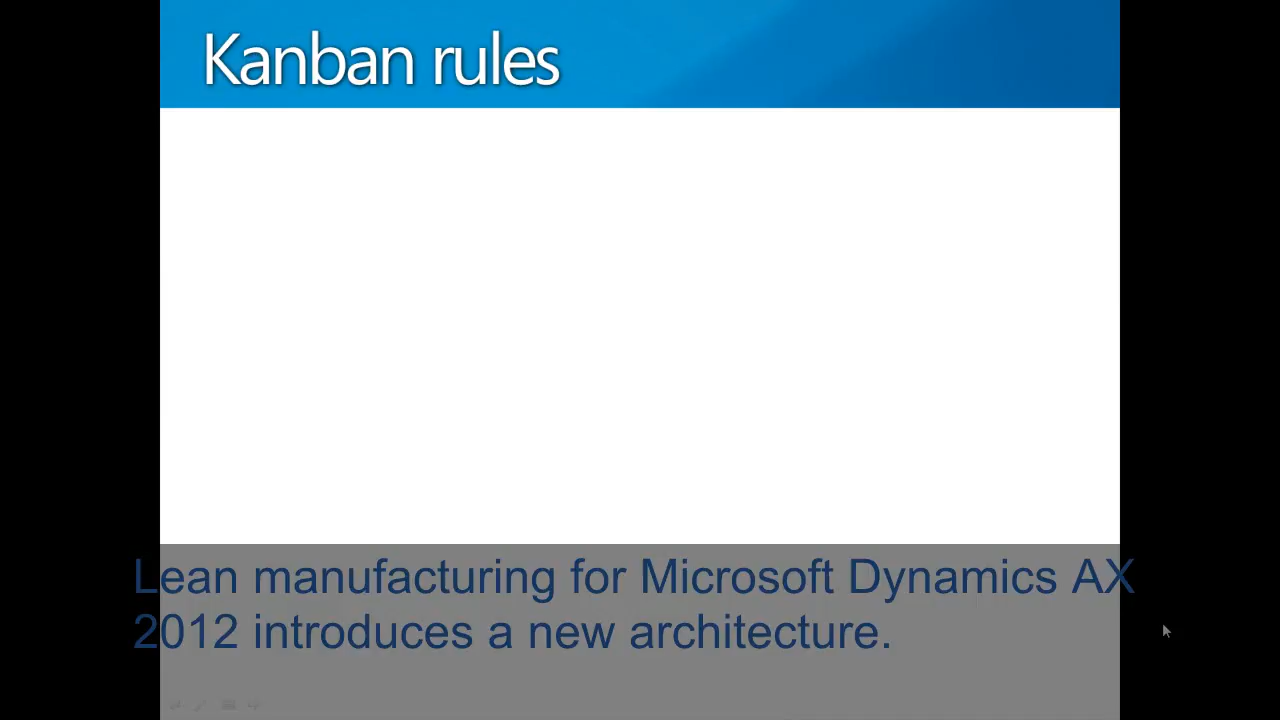 Kanban rules
Lean manufacturing for Microsoft Dynamics AX
2012 introduces a new architecture.